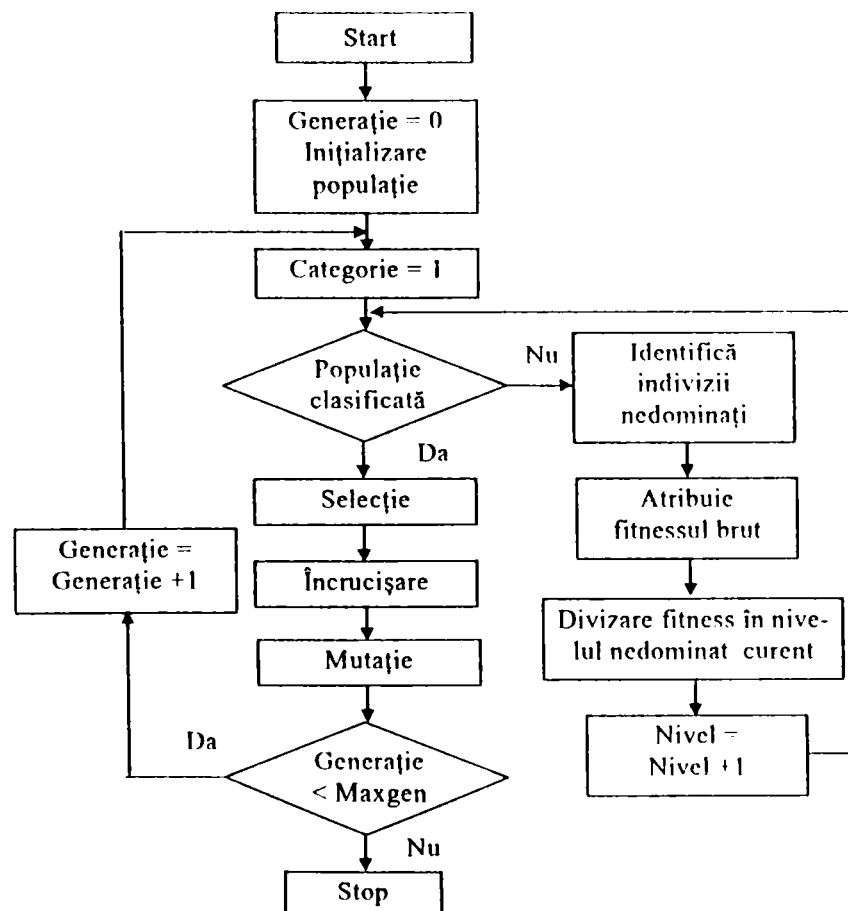 Start
Generație = 0
Inițializare
populație
Categorie = 1
Populație
clasificată
Nu
Identifică
indivizii
nedominați
Da
Selecție
Atribuie
fitnessul brut
Generație =
Generație +1
Încrucișare
Divizare fitness în nive-
lul nedominat curent
Mutație
Da
Generație
< Maxgen
Nivel =
Nivel +1
Nu
Stop